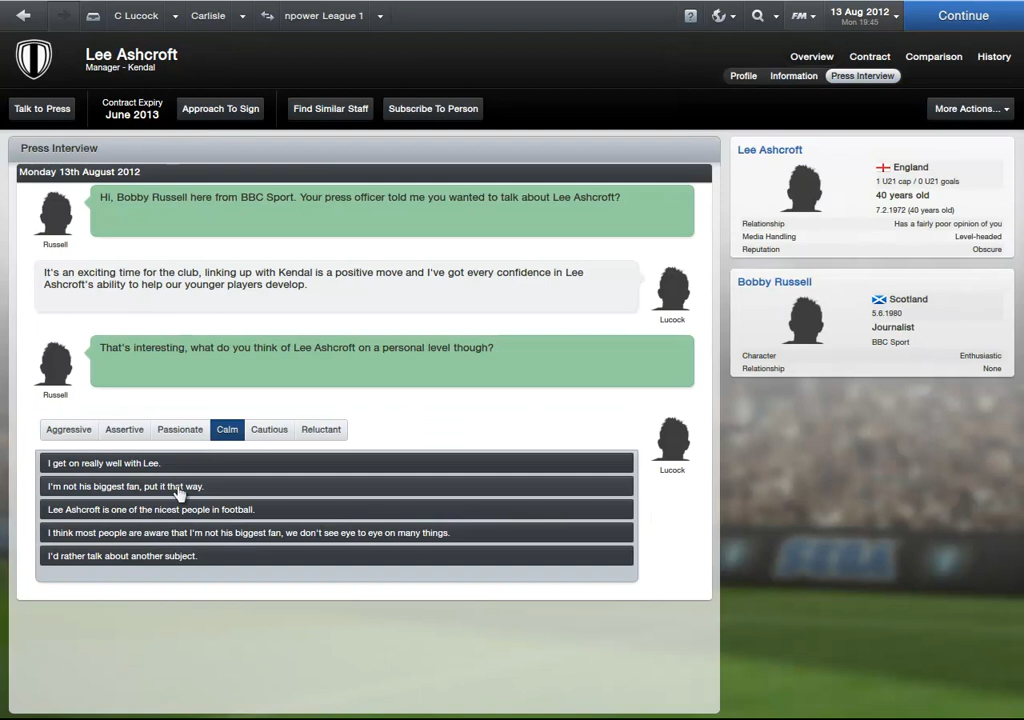 C Lucock
Carlisle
npower League 1
?
FM
13 Aug 2012
Mon 19:45
Continue
Lee Ashcroft
Manager - Kendal
Overview
Contract
Comparison
History
Profile
Information
Press Interview
Talk to Press
Contract Expiry
June 2013
Approach To Sign
Find Similar Staff
Subscribe To Person
More Actions...
Press Interview
Monday 13th August 2012
Hi, Bobby Russell here from BBC Sport. Your press officer told me you wanted to talk about Lee Ashcroft?
Russell
It's an exciting time for the club, linking up with Kendal is a positive move and I've got every confidence in Lee
Ashcroft's ability to help our younger players develop.
Lucock
That's interesting, what do you think of Lee Ashcroft on a personal level though?
Russell
Aggressive
Assertive
Passionate
Calm
Cautious
Reluctant
Lucock
I get on really well with Lee.
I'm not his biggest fan, put it that way.
Lee Ashcroft is one of the nicest people in football.
I think most people are aware that I'm not his biggest fan, we don't see eye to eye on many things.
I'd rather talk about another subject.
Lee Ashcroft
England
1 U21 cap / 0 U21 goals
40 years old
7.2.1972 (40 years old)
Relationship Has a fairly poor opinion of you
Media Handling Level-headed
Reputation Obscure
Bobby Russell
Scotland
5.6.1980
Journalist
BBC Sport
Character Enthusiastic
Relationship None
SEGA